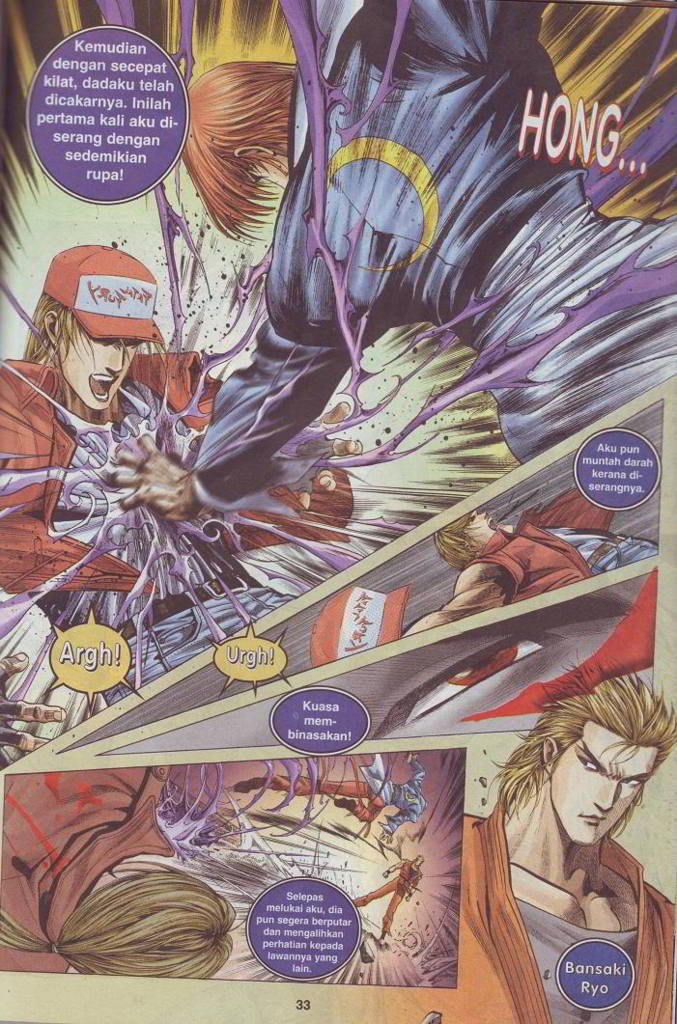 Kemudian
dengan secepat
kilat, dadaku telah
dicakarnya. Inilah
pertama kali aku di-
serang dengan
sedemikian
rupa!
HONG...
Aku pun
muntah darah
kerana di-
serangnya.
Argh!
Urgh!
Kuasa
mem-
binasakan!
Selepas
melukai aku, dia
pun segera berputar
dan mengalihkan
perhatian kepada
lawannya yang
lain.
Bansaki
Ryo
33